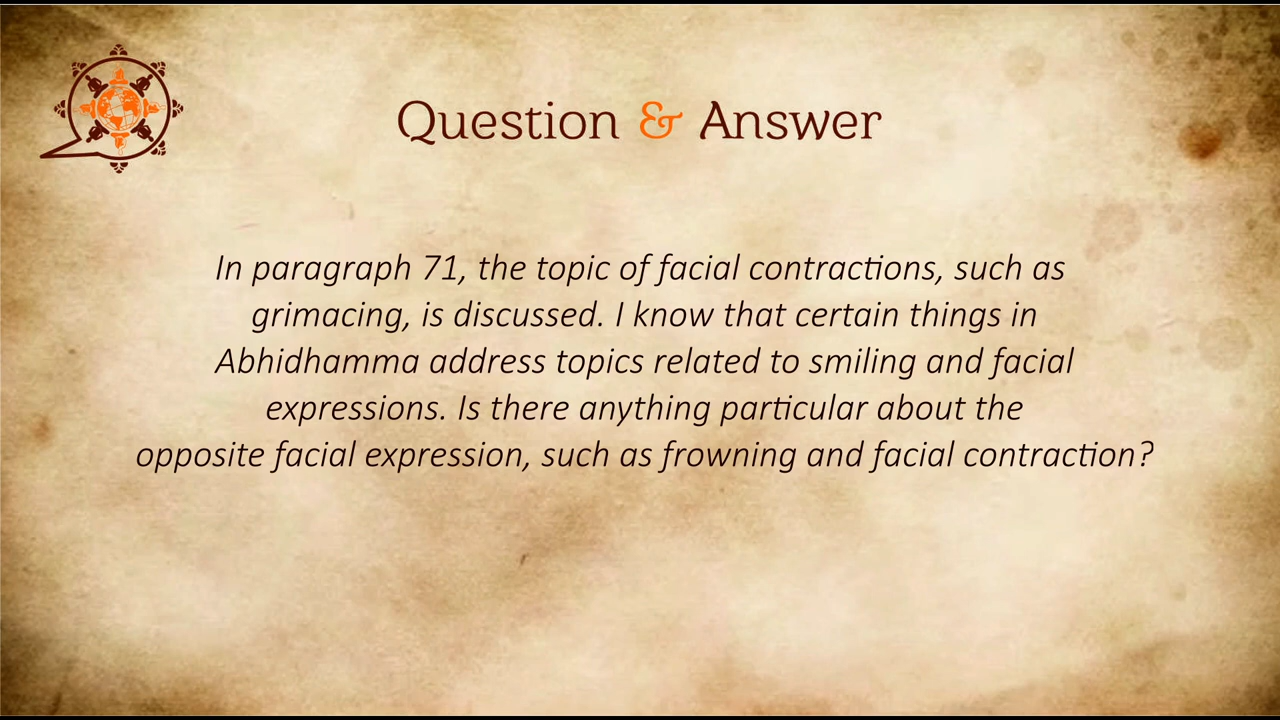 Question & Answer
In paragraph 71, the topic of facial contractions, such as
grimacing, is discussed. I know that certain things in
Abhidhamma address topics related to smiling and facial
expressions. Is there anything particular about the
opposite facial expression, such as frowning and facial contraction?